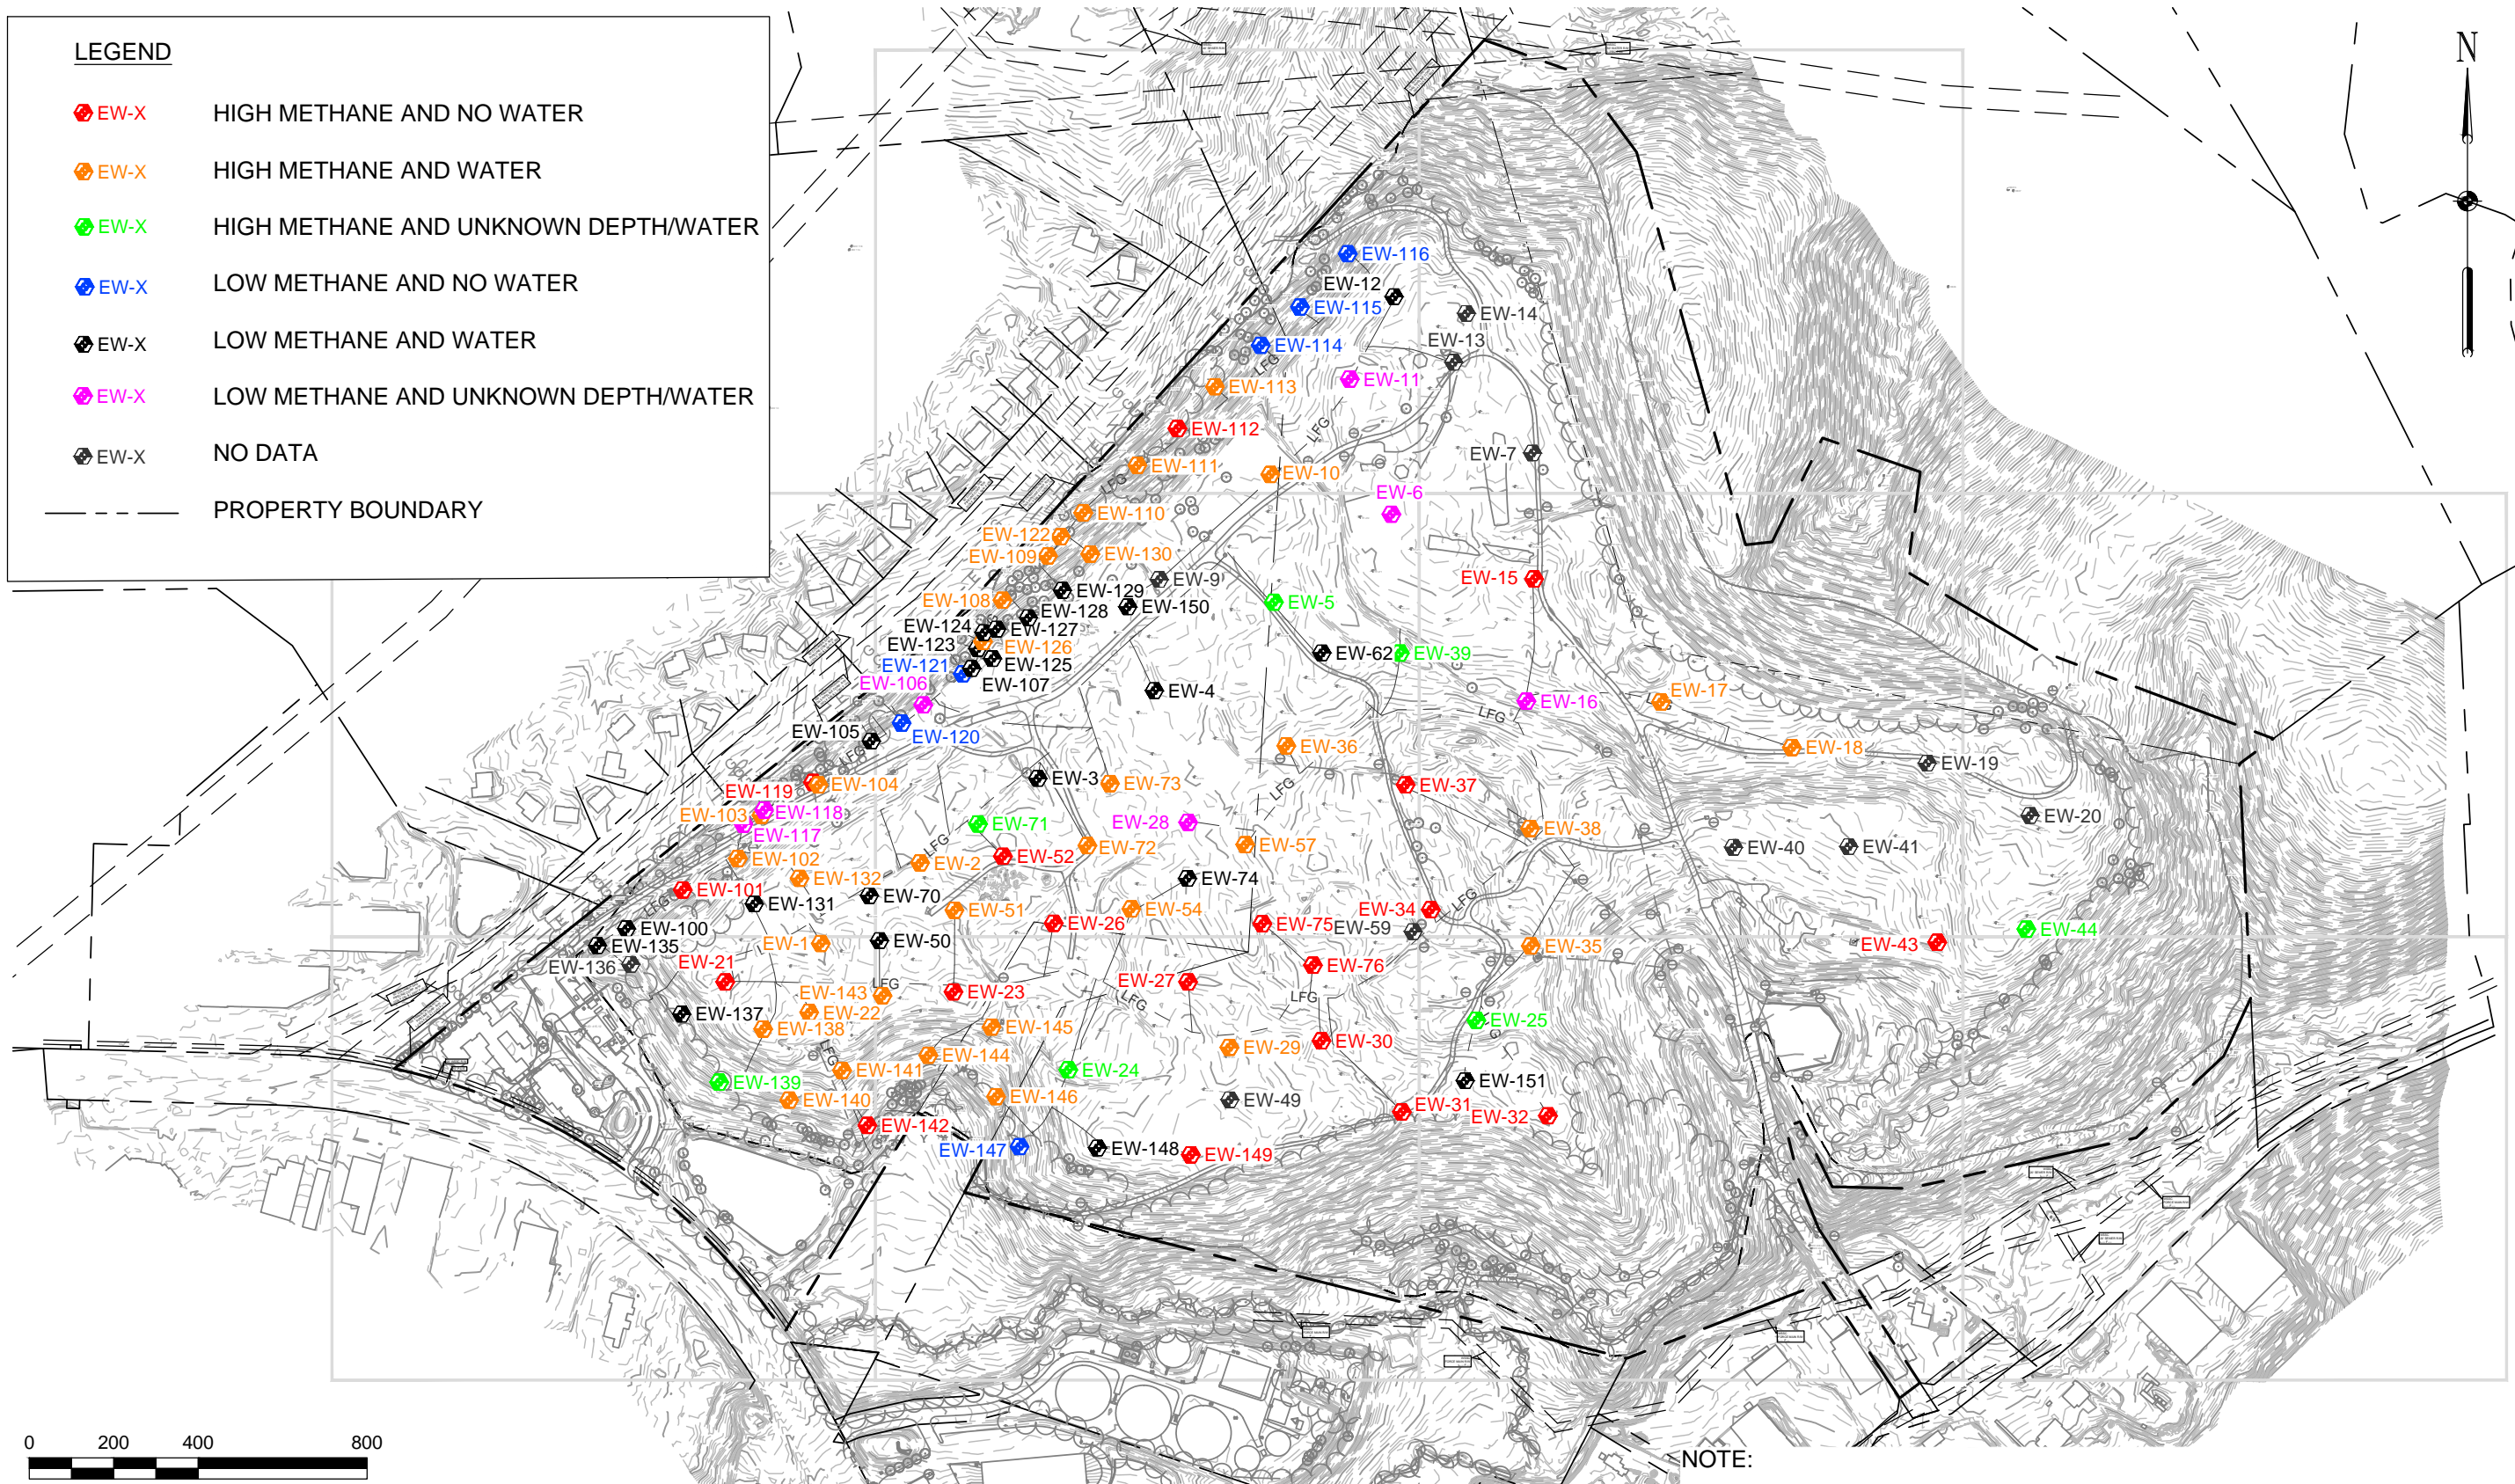 LEGEND
EW-X HIGH METHANE AND NO WATER
EW-X HIGH METHANE AND WATER
EW-X HIGH METHANE AND UNKNOWN DEPTH/WATER
EW-X LOW METHANE AND NO WATER
EW-X LOW METHANE AND WATER
EW-X LOW METHANE AND UNKNOWN DEPTH/WATER
EW-X NO DATA
PROPERTY BOUNDARY
N
EW-116
EW-12
EW-115
EW-14
EW-114
EW-13
LFG
EW-11
EW-113
EW-112
LFG
EW-7
EW-111
EW-10
LFG
EW-6
EW-110
EW-122
EW-109
EW-130
EW-9
EW-15
EW-129
EW-108
EW-5
EW-150
EW-128
EW-124
EW-127
EW-123
EW-126
EW-62
EW-39
EW-121
EW-125
EW-107
EW-106
EW-4
EW-17
EW-16
LFG
LFG
EW-105
EW-120
LFG
EW-36
EW-18
EW-19
EW-3
EW-73
EW-37
EW-119
EW-104
LFG
EW-103
EW-118
EW-117
EW-71
EW-28
EW-38
EW-20
EW-72
EW-57
EW-40
EW-41
LFG
EW-102
EW-2
EW-52
EW-132
EW-74
EW-101
EW-70
LFG
LFG
EW-131
EW-51
EW-54
EW-34
EW-100
EW-26
EW-75
EW-59
EW-44
EW-135
EW-1
EW-50
EW-35
EW-43
EW-136
EW-21
EW-76
EW-27
EW-143
LFG
EW-23
LFG
LFG
EW-137
EW-22
EW-138
EW-145
EW-25
EW-29
EW-30
LFG
EW-144
EW-141
EW-24
EW-139
EW-151
EW-140
EW-146
EW-49
EW-31
EW-32
EW-142
EW-147
EW-148
EW-149
0 200 400 800
NOTE: